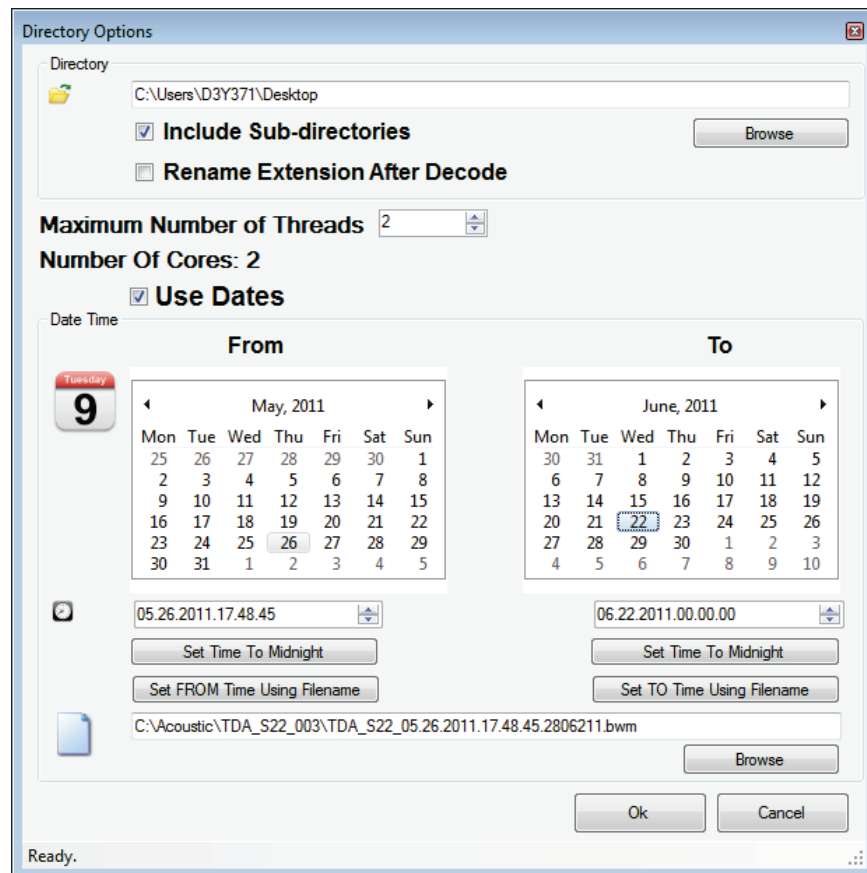 Directory Options
Directory
C:\Users\D3Y371\Desktop
Include Sub-directories
Browse
Rename Extension After Decode
Maximum Number of Threads 2
Number Of Cores: 2
Use Dates
Date Time
From To
Tuesday
9
May, 2011 June, 2011
Mon Tue Wed Thu Fri Sat Sun Mon Tue Wed Thu Fri Sat Sun
25 26 27 28 29 30 1 30 31 1 2 3 4 5
2 3 4 5 6 7 8 6 7 8 9 10 11 12
9 10 11 12 13 14 15 13 14 15 16 17 18 19
16 17 18 19 20 21 22 20 21 22 23 24 25 26
23 24 25 26 27 28 29 27 28 29 30 1 2 3
30 31 1 2 3 4 5 4 5 6 7 8 9 10
05.26.2011.17.48.45 06.22.2011.00.00.00
Set Time To Midnight Set Time To Midnight
Set FROM Time Using Filename Set TO Time Using Filename
C:\Acoustic\TDA_S22_003\TDA_S22_05.26.2011.17.48.45.2806211.bwm
Browse
Ok Cancel
Ready.